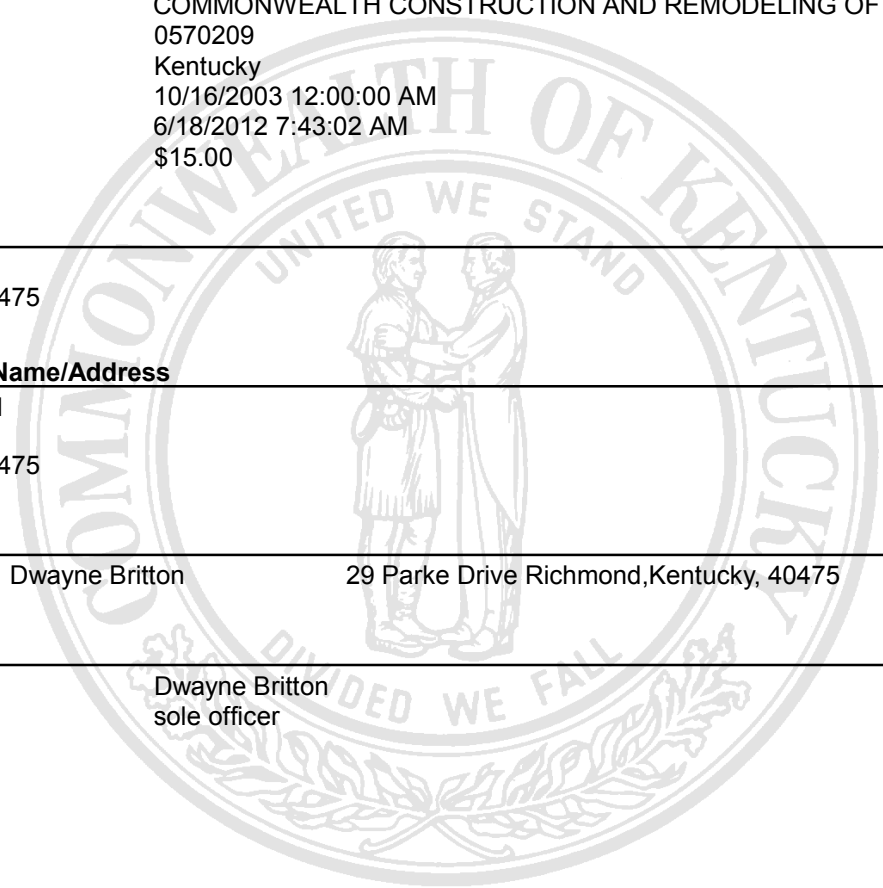 COMMONWEALTH CONSTRUCTION AND REMODELING OF
0570209
Kentucky
10/16/2003 12:00:00 AM
6/18/2012 7:43:02 AM
$15.00
COMMONWEALTH OF KENTUCKY
UNITED WE STAND
475
Name/Address
475
Dwayne Britton 29 Parke Drive Richmond,Kentucky, 40475
DIVIDED WE FALL
Dwayne Britton
sole officer